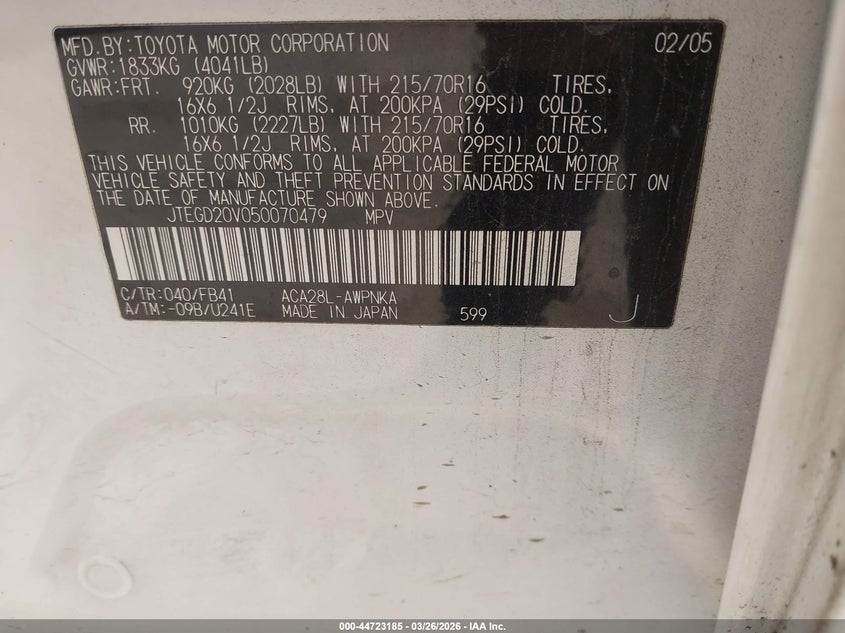 MFD.BY:TOYOTA MOTOR CORPORATION 02/05
GVWR:1833KG (4041LB)
GAWR:FRT. 920KG (2028LB) WITH 215/70R16 TIRES,
16X6 1/2J RIMS, AT 200KPA (29PSI) COLD.
RR. 1010KG (2227LB) WITH 215/70R16 TIRES,
16X6 1/2J RIMS, AT 200KPA (29PSI) COLD.
THIS VEHICLE CONFORMS TO ALL APPLICABLE FEDERAL MOTOR
VEHICLE SAFETY AND THEFT PREVENTION STANDARDS IN EFFECT ON
THE DATE OF MANUFACTURE SHOWN ABOVE.
JTEGD20V050070479 MPV
C/TR:040/FB41 ACA28L-AWPNKA
A/TM:-09B/U241E MADE IN JAPAN 599 J
000-44723185 - 03/26/2026 - IAA Inc.